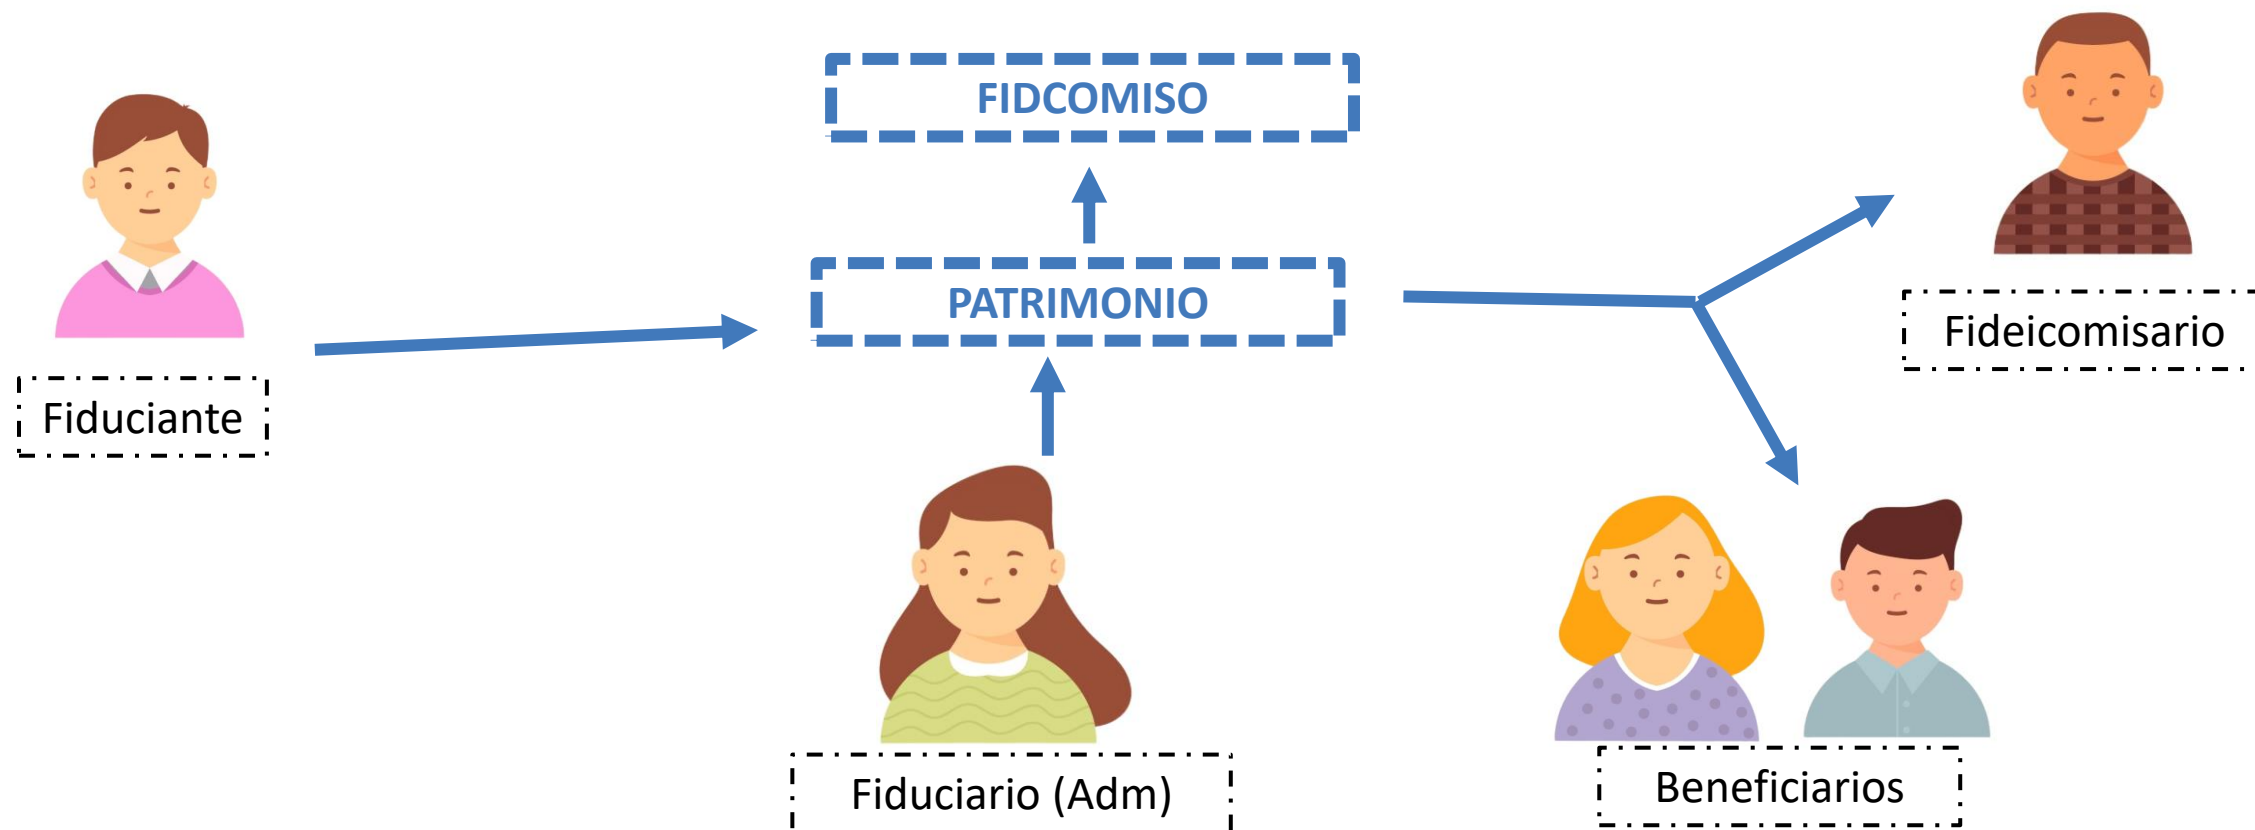 FIDCOMISO
PATRIMONIO
Fiduciante
Fideicomisario
Fiduciario (Adm)
Beneficiarios